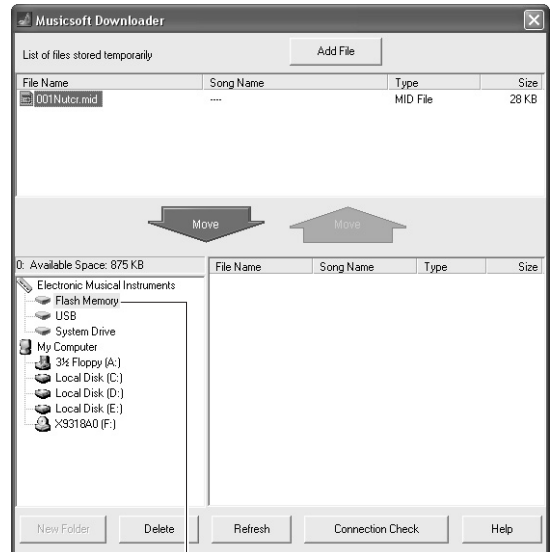 Musicsoft Downloader
List of files stored temporarily
Add File
File Name Song Name Type Size
001Nutcr.mid ---- MID File 28 KB
Move Move
0: Available Space: 875 KB
File Name Song Name Type Size
Electronic Musical Instruments
Flash Memory
USB
System Drive
My Computer
3½ Floppy (A:)
Local Disk (C:)
Local Disk (D:)
Local Disk (E:)
X9318A0 (F:)
New Folder Delete Refresh Connection Check Help